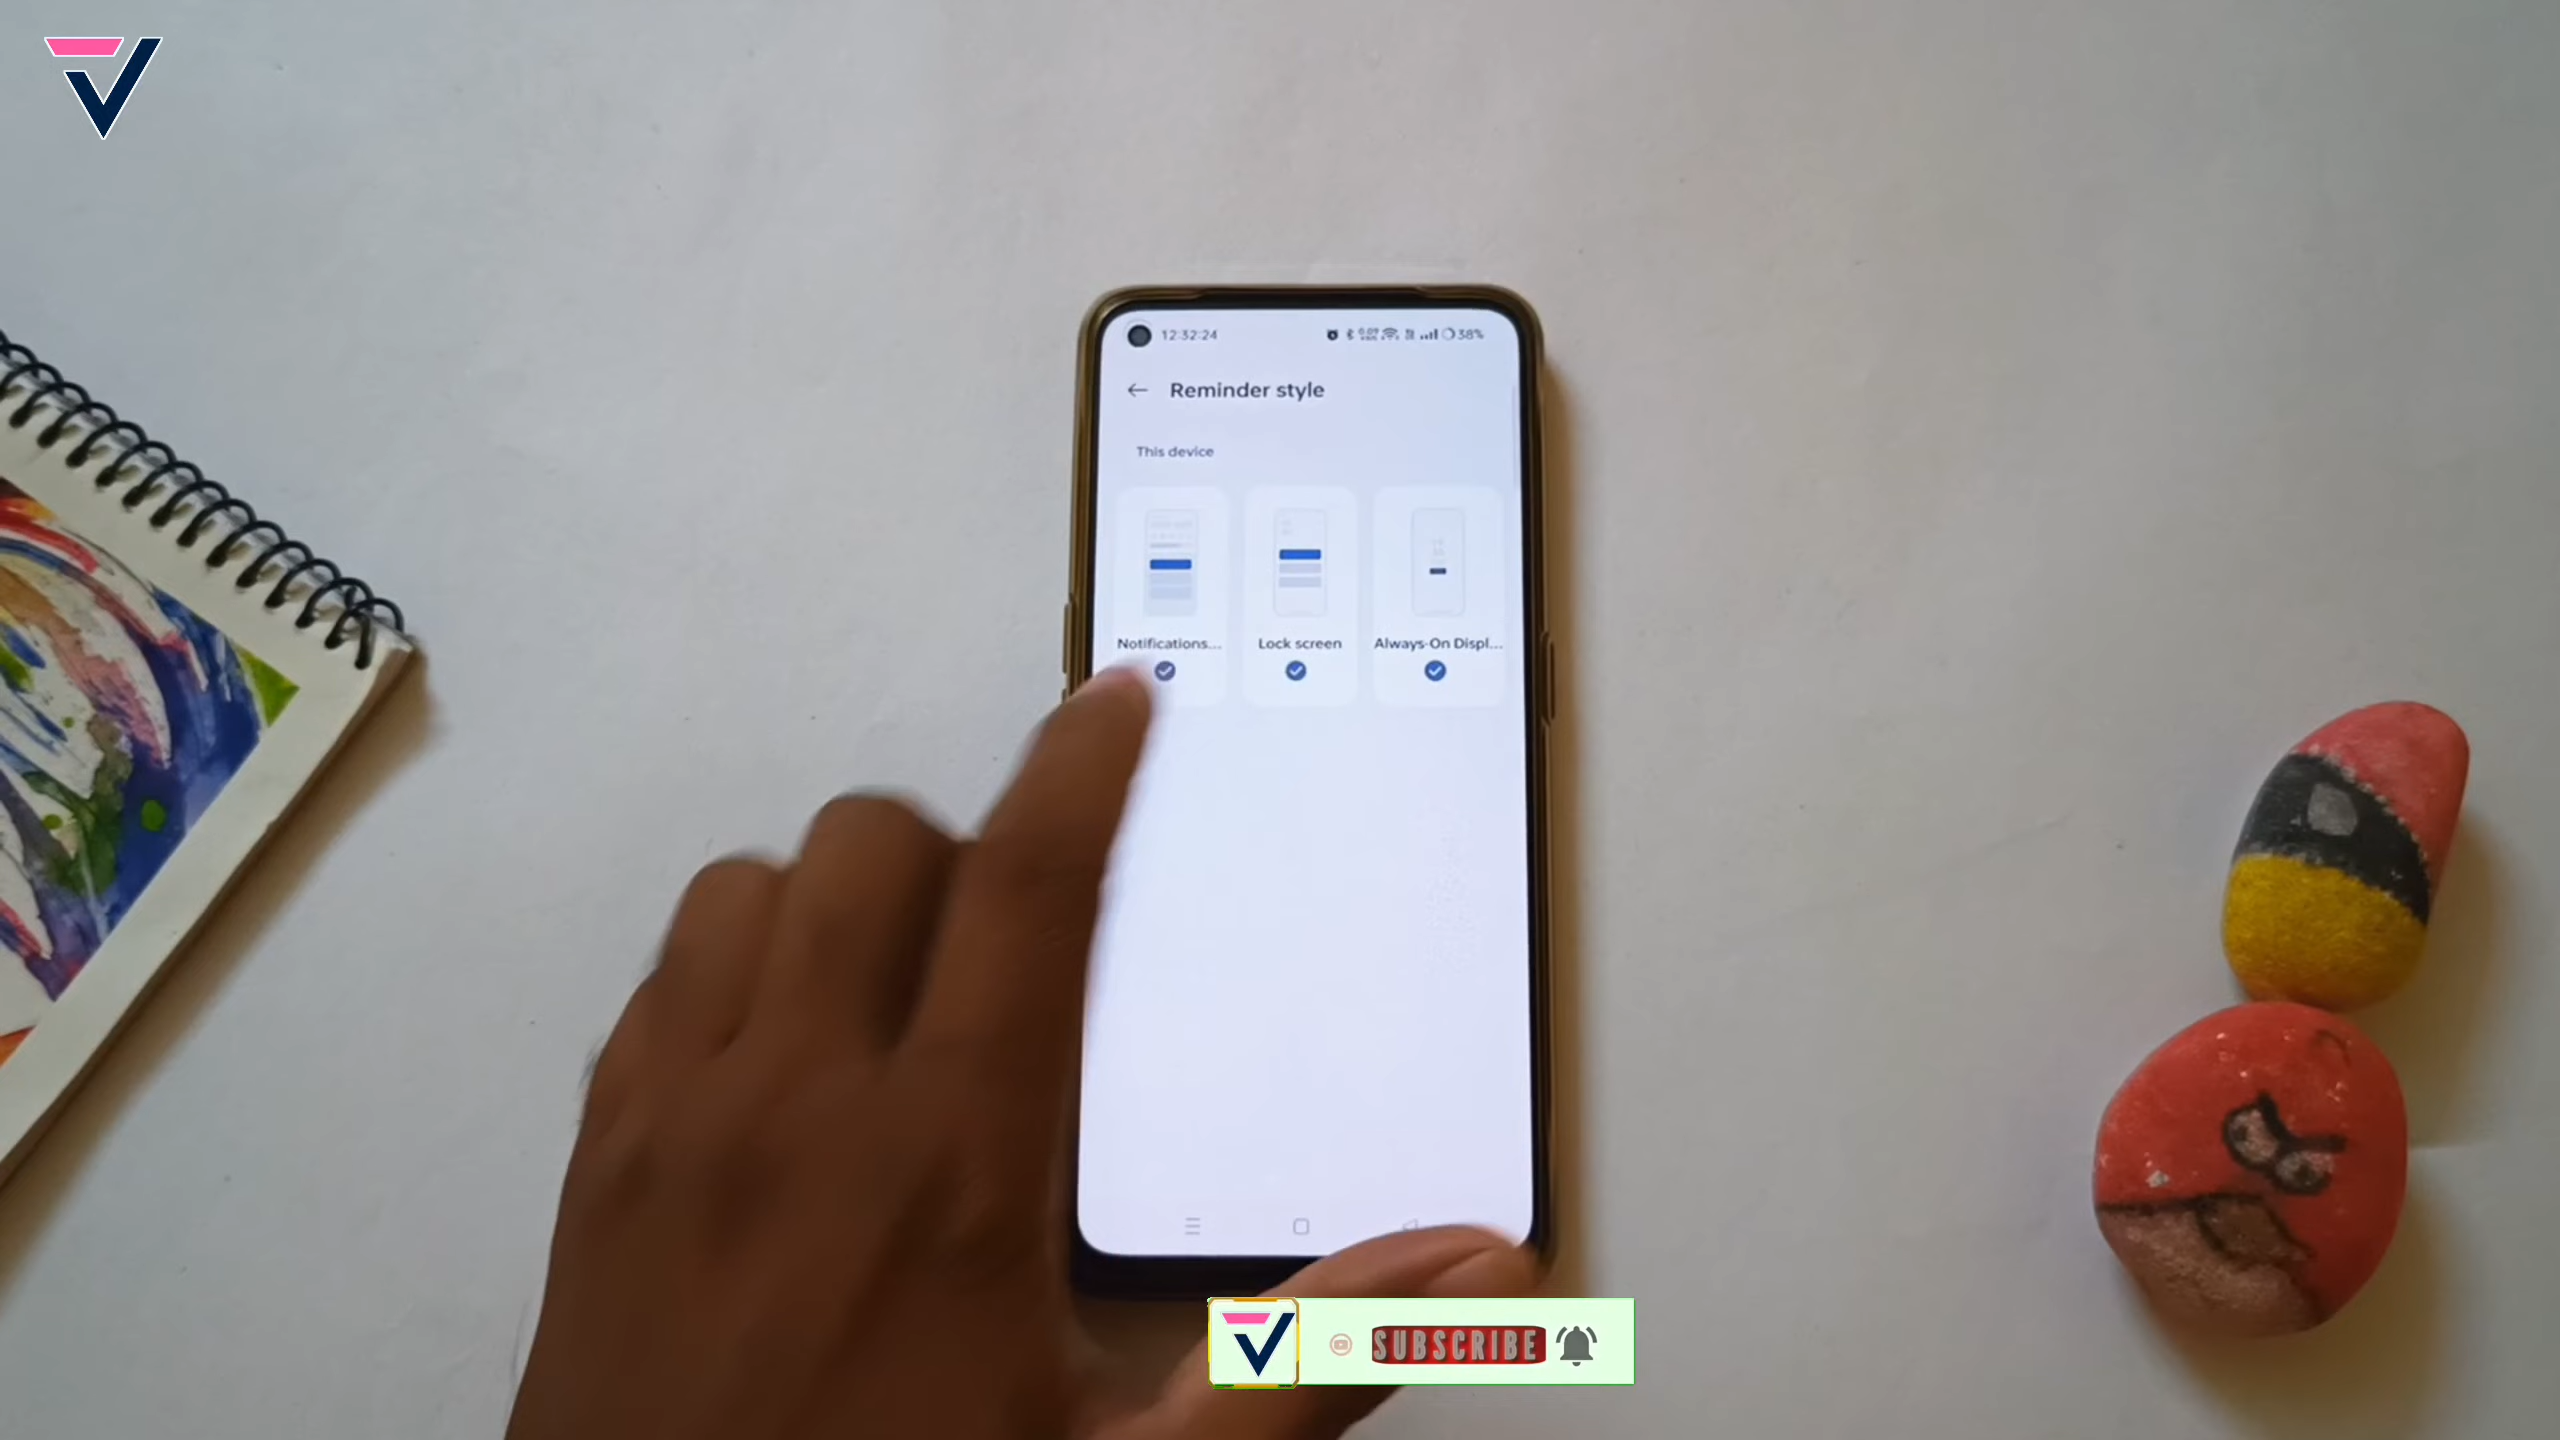 12:32:24
38%
Reminder style
This device
Notifications...
Lock screen
Always-On Displ...
SUBSCRIBE